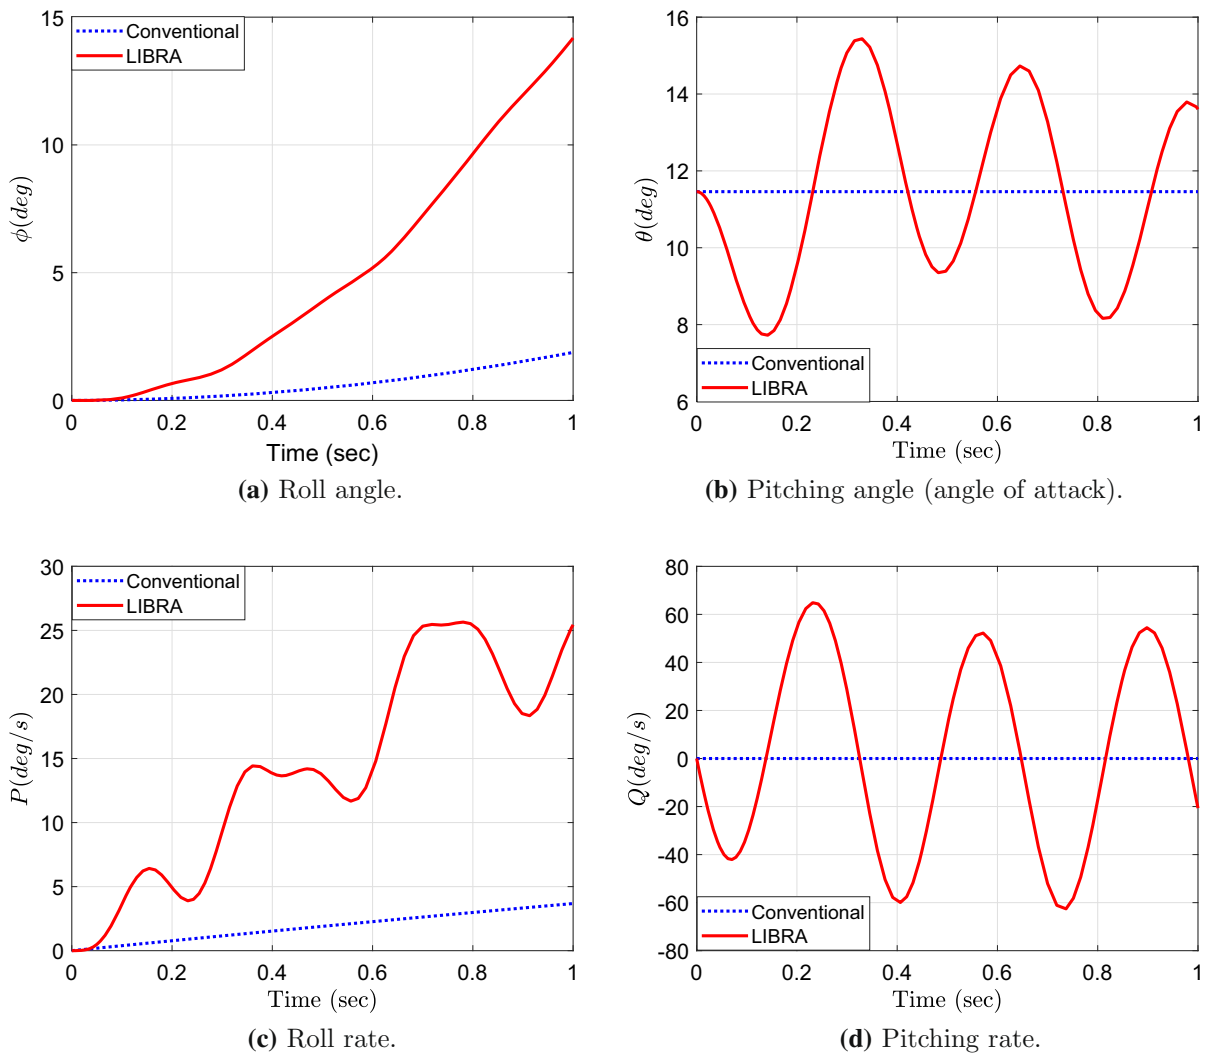 15
Conventional
LIBRA
10
5
0
ϕ(deg)
0 0.2 0.4 0.6 0.8 1
Time (sec)
(a) Roll angle.
16
14
12
10
8
6
θ(deg)
Conventional
LIBRA
0 0.2 0.4 0.6 0.8 1
Time (sec)
(b) Pitching angle (angle of attack).
30
Conventional
LIBRA
25
20
15
10
5
0
P(deg/s)
0 0.2 0.4 0.6 0.8 1
Time (sec)
(c) Roll rate.
80
60
40
20
0
-20
-40
-60
-80
Q(deg/s)
Conventional
LIBRA
0 0.2 0.4 0.6 0.8 1
Time (sec)
(d) Pitching rate.